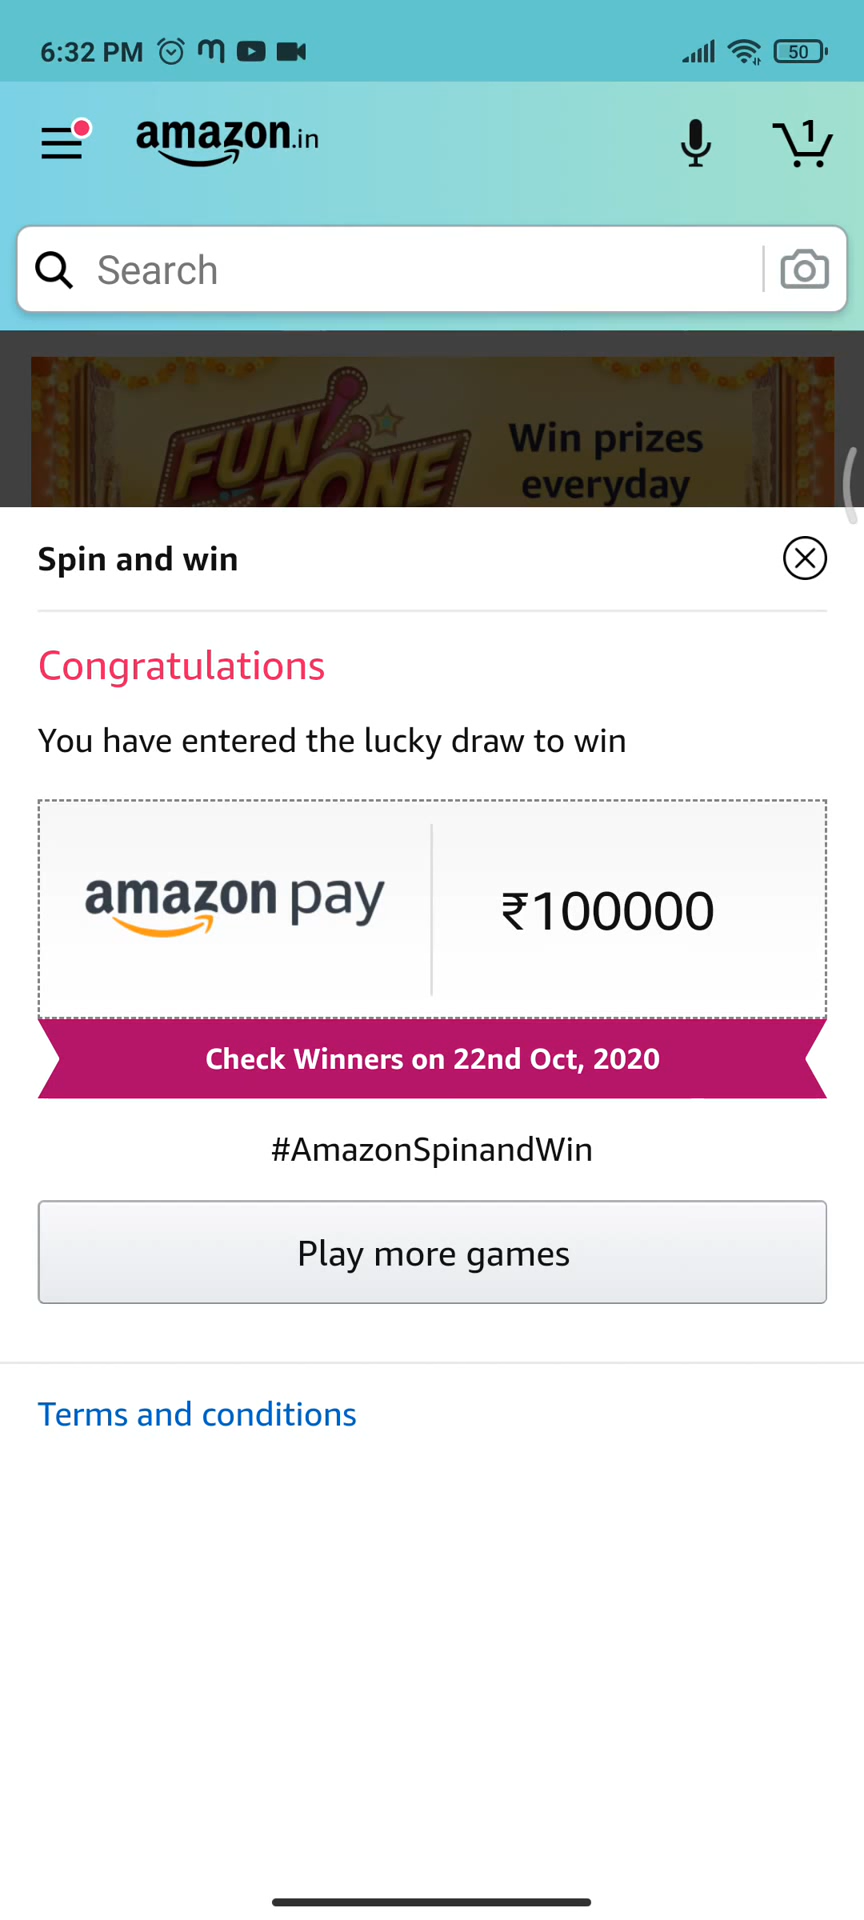 6:32 PM
50
amazon.in
1
Search
FUN
ZONE
Win prizes
everyday
Spin and win
Congratulations
You have entered the lucky draw to win
amazon pay
₹100000
Check Winners on 22nd Oct, 2020
#AmazonSpinandWin
Play more games
Terms and conditions